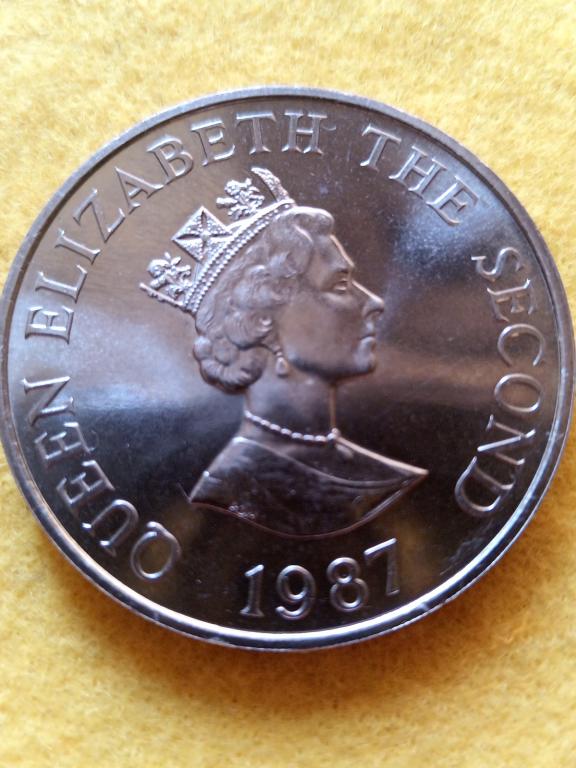 QUEEN ELIZABETH THE SECOND
1987